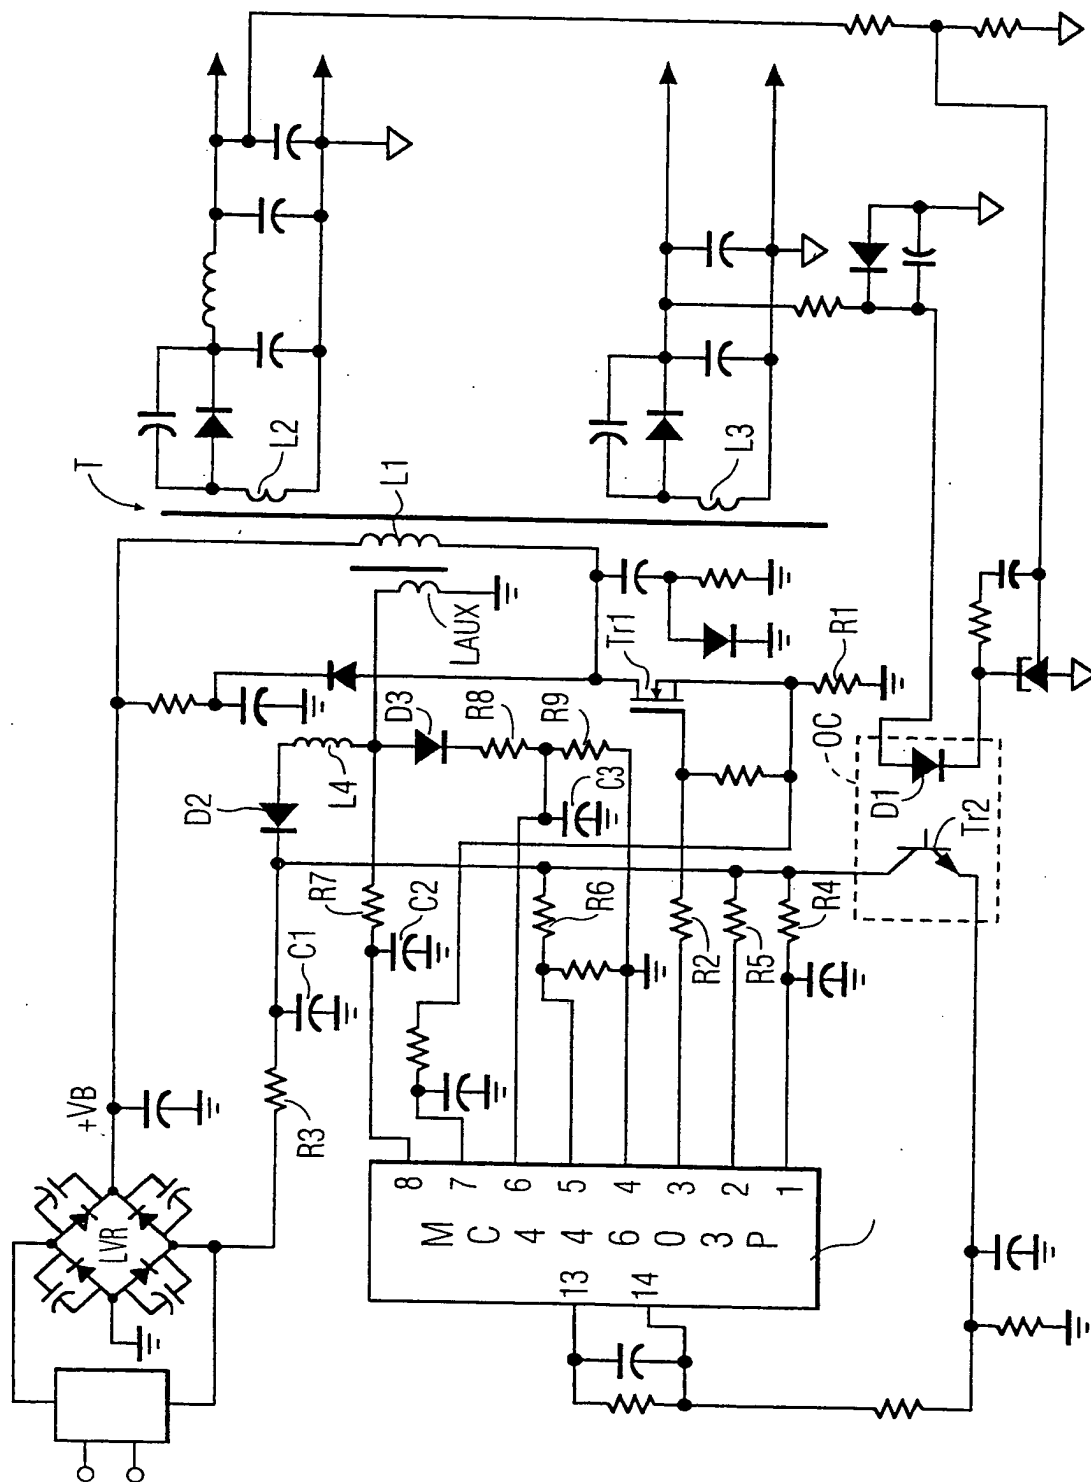 T
L2
L1
LAUX
L3
D3
R8
R9
Tr1
R1
D2
L4
C3
OC
D1
Tr2
R7
C2
C1
R6
R2
R5
R4
+VB
R3
LVR
8 7 6 5 4 3 2 1
M C 4 4 6 0 3 P
13 14